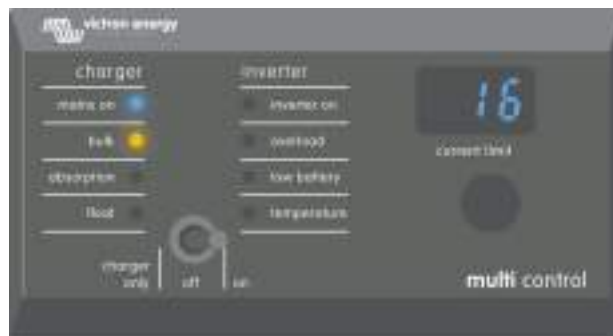 victron energy
charger
inverter
mains on
inverter on
bulk
overload
absorption
low battery
float
temperature
16
current limit
charger only
off
on
multi control